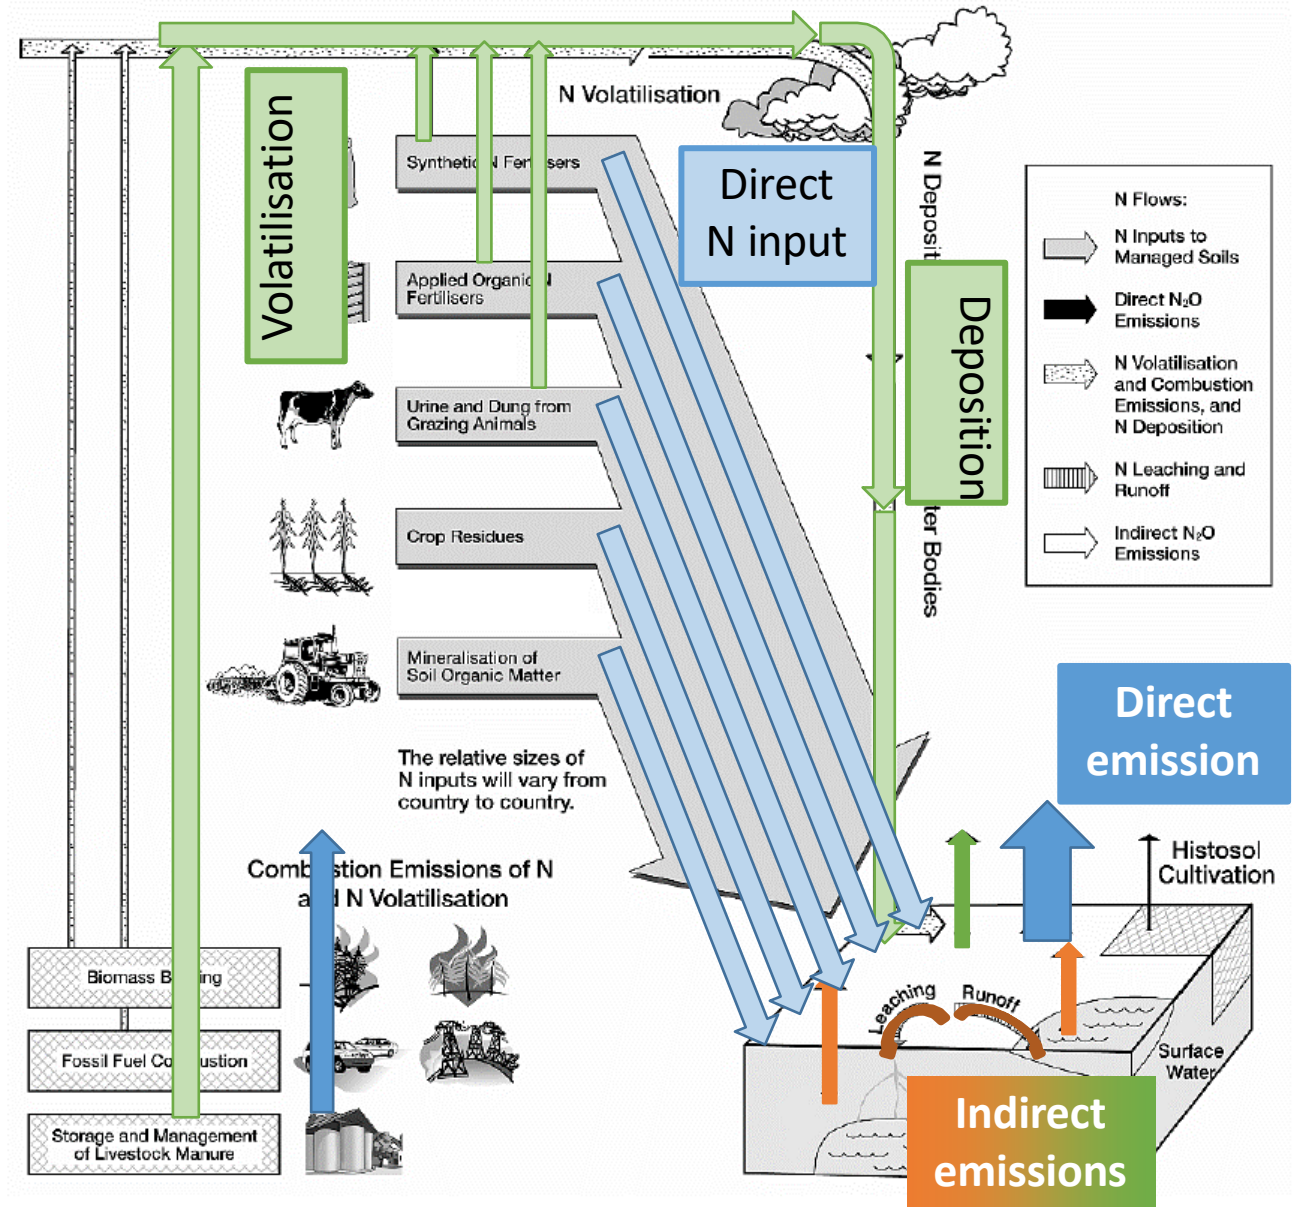 N Volatilisation
Volatilisation
Synthetic N Fertilisers
Direct
N input
Applied Organic N
Fertilisers
Urine and Dung from
Grazing Animals
Crop Residues
Mineralisation of
Soil Organic Matter
The relative sizes of
N inputs will vary from
country to country.
N
Deposition
Bodies
N Flows:
N Inputs to
Managed Soils
Direct N₂O
Emissions
N Volatilisation
and Combustion
Emissions, and
N Deposition
N Leaching and
Runoff
Indirect N₂O
Emissions
Direct
emission
Histosol
Cultivation
Combustion Emissions of N
and N Volatilisation
Biomass Burning
Fossil Fuel Combustion
Storage and Management
of Livestock Manure
Leaching
Runoff
Surface
Water
Indirect
emissions